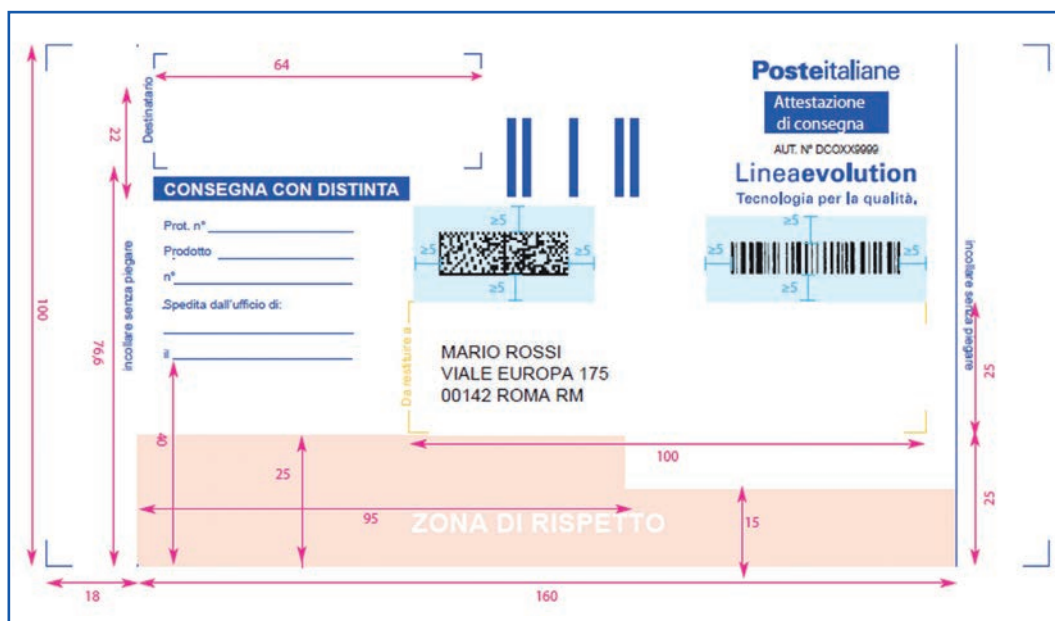 64
Destinatario
22
Posteitaliane
Attestazione
di consegna
AUT. N° DCOXX9999
Lineaevolution
Tecnologia per la qualità.
CONSEGNA CON DISTINTA
Prot. n°
Prodotto
n°
Spedita dall'ufficio di:
≥5
≥5
≥5
≥5
≥5
≥5
≥5
≥5
incollare senza piegare
incollare senza piegare
100
76,6
Da restituire a
MARIO ROSSI
VIALE EUROPA 175
00142 ROMA RM
25
40
25
100
25
95
ZONA DI RISPETTO
15
18
160